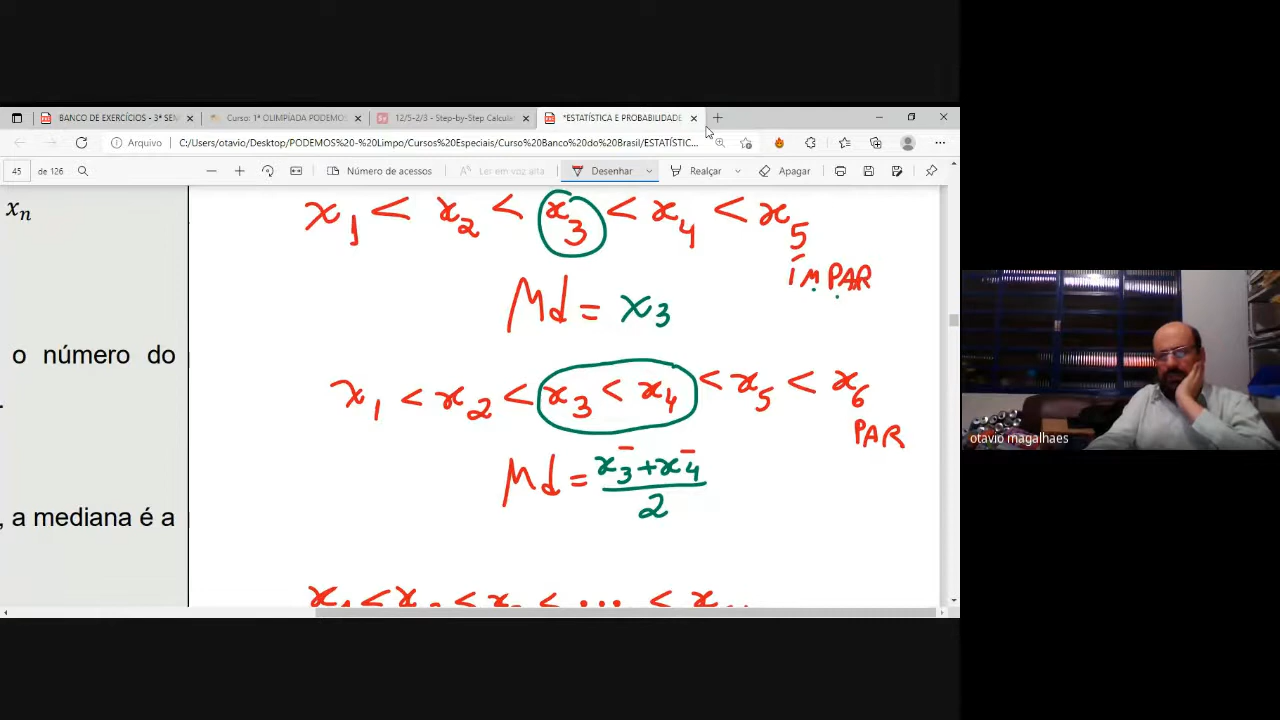 BANCO DE EXERCÍCIOS - 3ª SEM
Curso: 1ª OLIMPÍADA PODEMOS
12/5-2/3 - Step-by-Step Calcula
*ESTATÍSTICA E PROBABILIDADE
Arquivo
C:/Users/otavio/Desktop/PODEMOS%20-%20Limpo/Cursos%20Especiais/Curso%20Banco%20do%20Brasil/ESTATÍSTIC...
45 de 126
Número de acessos
Ler em voz alta
Desenhar
Realçar
Apagar
xₙ
x₁ < x₂ < x₃ < x₄ < x₅
ÍMPAR
Md = x₃
o número do
x₁ < x₂ < x₃ < x₄ < x₅ < x₆
PAR
Md = x₃+x₄
2
, a mediana é a
otavio magalhaes